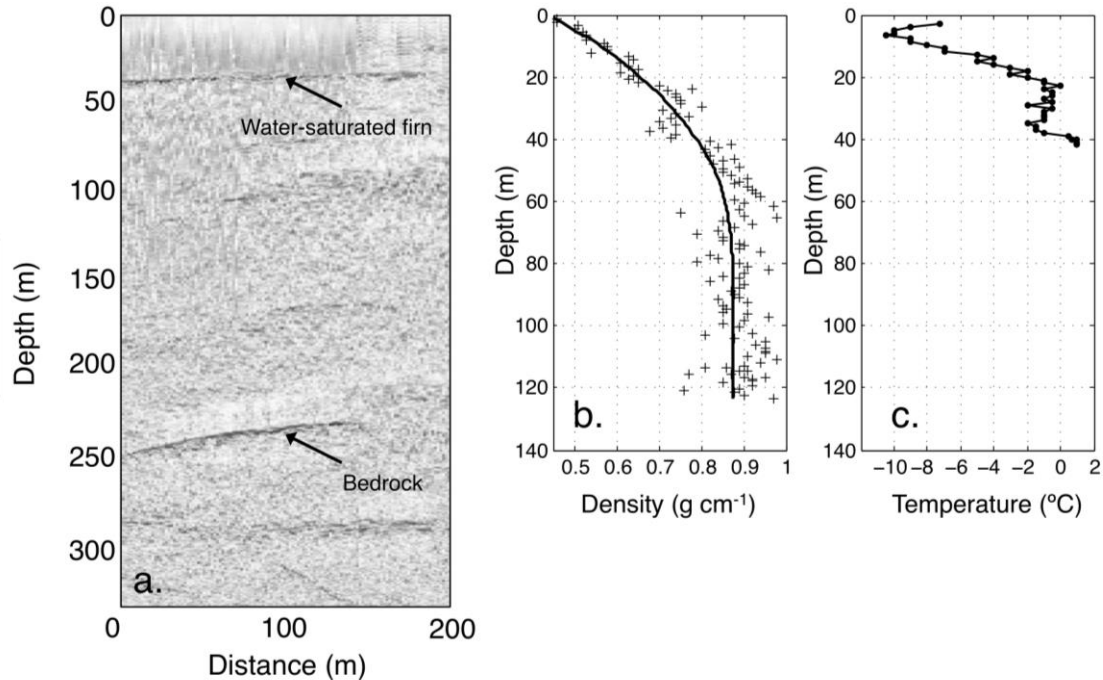 0
50
100
150
200
250
300
Depth (m)
Water-saturated firn
Bedrock
a.
0 100 200
Distance (m)
0
20
40
60
80
100
120
140
Depth (m)
b.
0.5 0.6 0.7 0.8 0.9 1
Density (g cm⁻¹)
0
20
40
60
80
100
120
140
Depth (m)
c.
−10 −8 −6 −4 −2 0 2
Temperature (ºC)